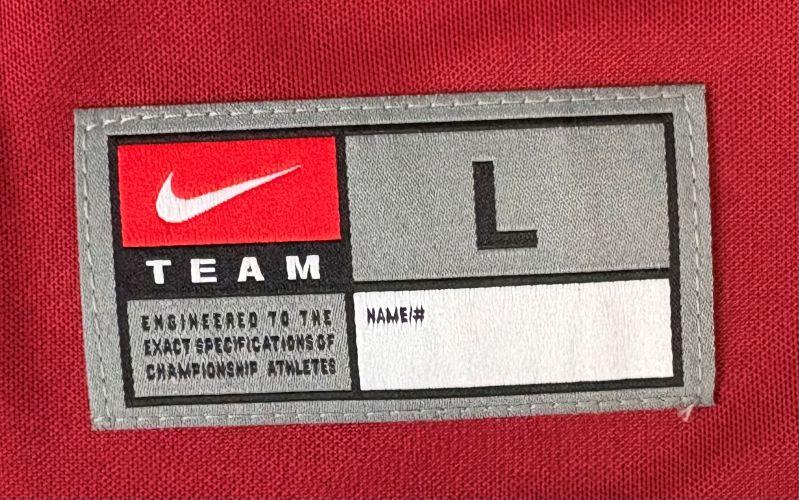 TEAM
ENGINEERED TO THE
EXACT SPECIFICATIONS OF
CHAMPIONSHIP ATHLETES
L
NAME/#